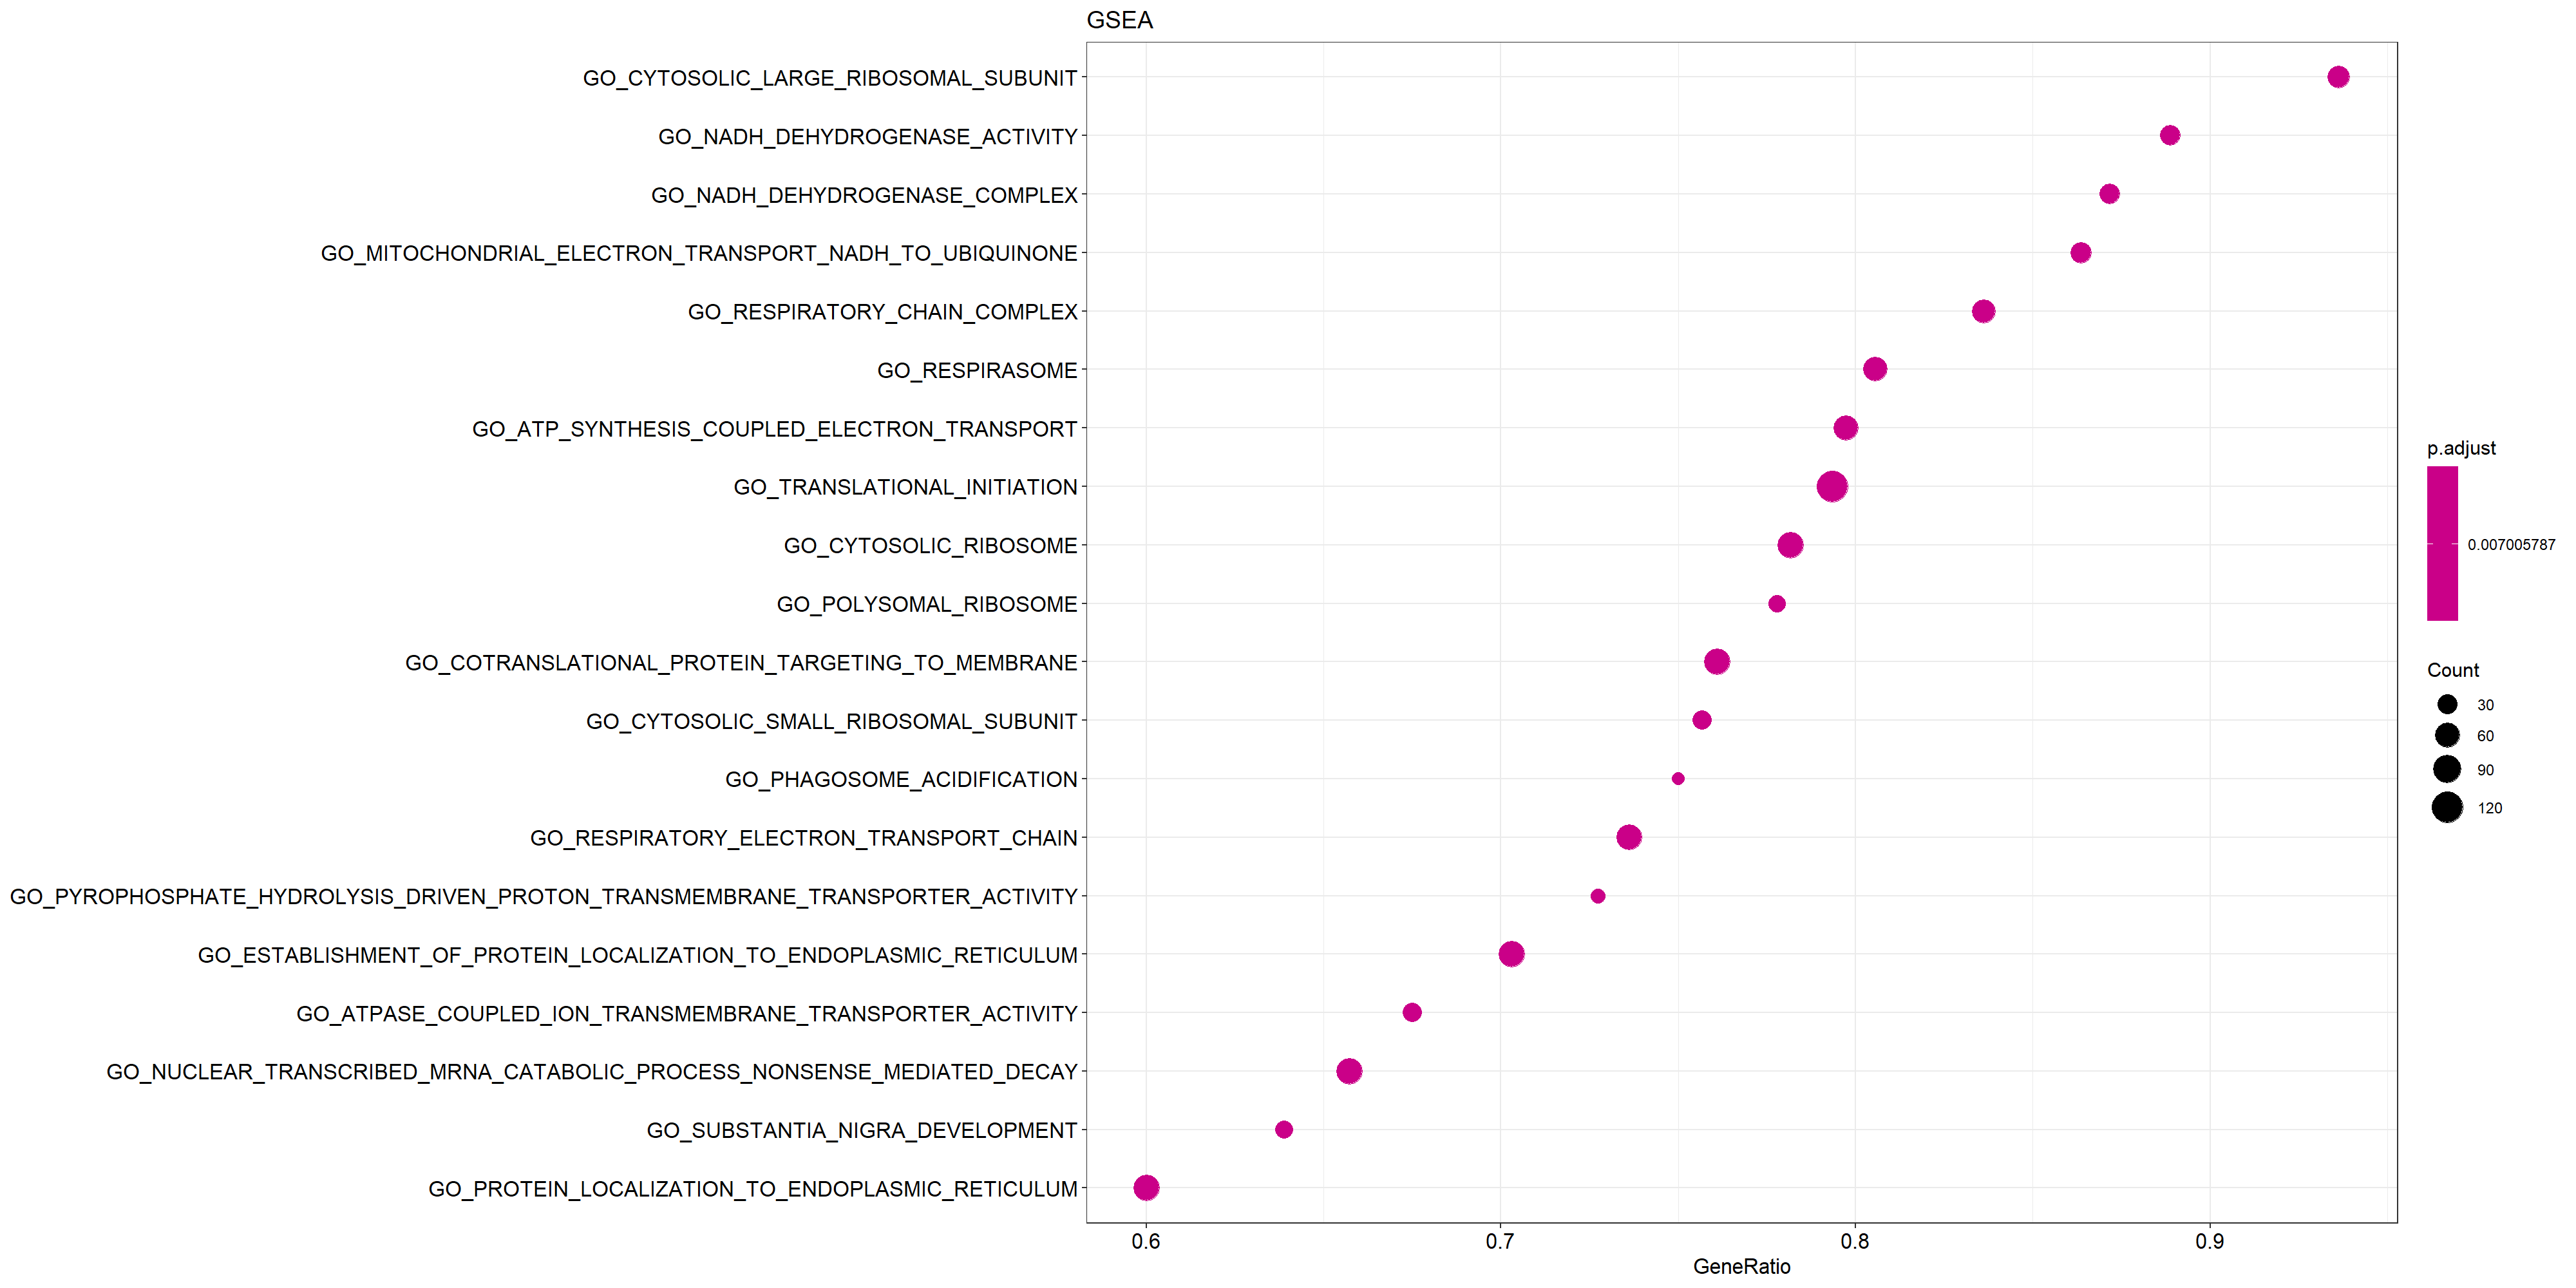 GSEA
GO_CYTOSOLIC_LARGE_RIBOSOMAL_SUBUNIT
GO_NADH_DEHYDROGENASE_ACTIVITY
GO_NADH_DEHYDROGENASE_COMPLEX
GO_MITOCHONDRIAL_ELECTRON_TRANSPORT_NADH_TO_UBIQUINONE
GO_RESPIRATORY_CHAIN_COMPLEX
GO_RESPIRASOME
GO_ATP_SYNTHESIS_COUPLED_ELECTRON_TRANSPORT
GO_TRANSLATIONAL_INITIATION
GO_CYTOSOLIC_RIBOSOME
GO_POLYSOMAL_RIBOSOME
GO_COTRANSLATIONAL_PROTEIN_TARGETING_TO_MEMBRANE
GO_CYTOSOLIC_SMALL_RIBOSOMAL_SUBUNIT
GO_PHAGOSOME_ACIDIFICATION
GO_RESPIRATORY_ELECTRON_TRANSPORT_CHAIN
GO_PYROPHOSPHATE_HYDROLYSIS_DRIVEN_PROTON_TRANSMEMBRANE_TRANSPORTER_ACTIVITY
GO_ESTABLISHMENT_OF_PROTEIN_LOCALIZATION_TO_ENDOPLASMIC_RETICULUM
GO_ATPASE_COUPLED_ION_TRANSMEMBRANE_TRANSPORTER_ACTIVITY
GO_NUCLEAR_TRANSCRIBED_MRNA_CATABOLIC_PROCESS_NONSENSE_MEDIATED_DECAY
GO_SUBSTANTIA_NIGRA_DEVELOPMENT
GO_PROTEIN_LOCALIZATION_TO_ENDOPLASMIC_RETICULUM
0.6 0.7 0.8 0.9
GeneRatio
p.adjust
0.007005787
Count
30
60
90
120